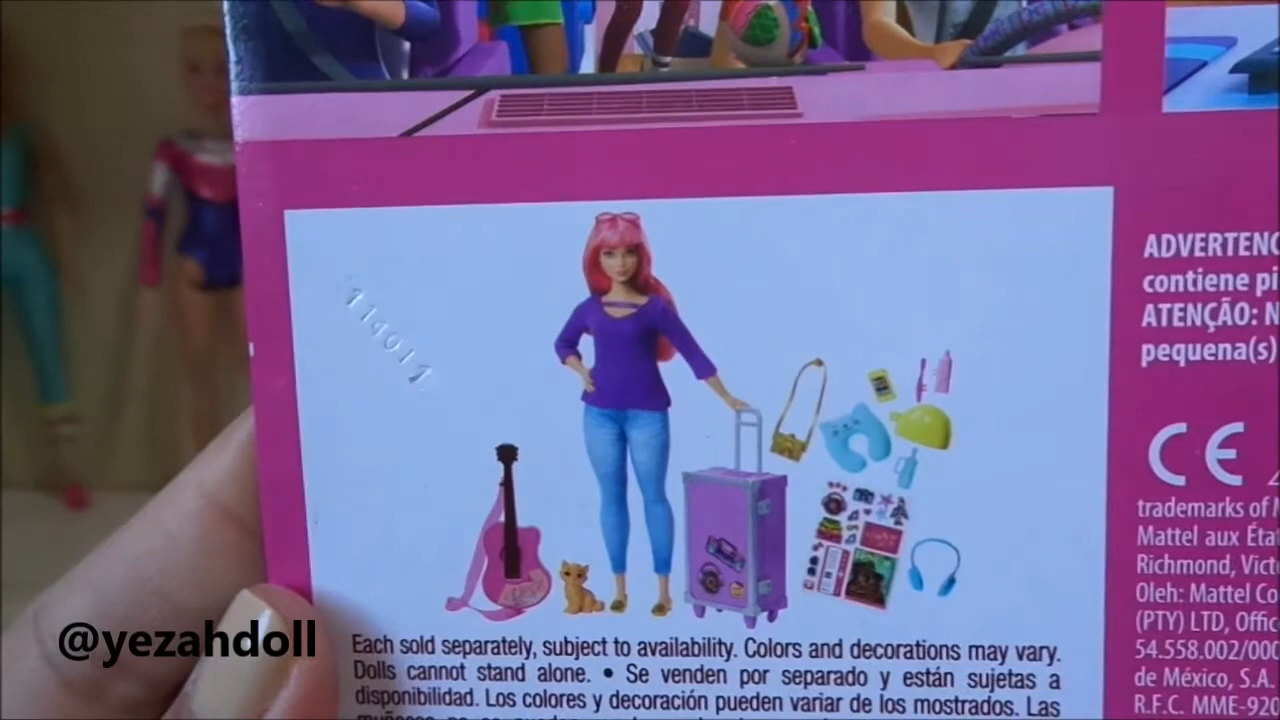 114011
ADVERTENC
contiene pi
ATENÇÃO: N
pequena(s)
CE
trademarks of
Mattel aux Éta
Richmond, Vict
Oleh: Mattel Co
(PTY) LTD, Offic
54.558.002/000
de México, S.A.
R.F.C. MME-920
@yezahdoll
Each sold separately, subject to availability. Colors and decorations may vary.
Dolls cannot stand alone. • Se venden por separado y están sujetas a
disponibilidad. Los colores y decoración pueden variar de los mostrados. Las